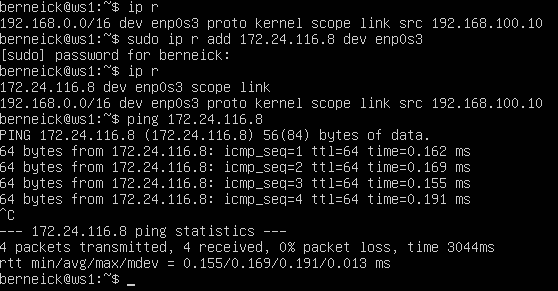 berneick@ws1:~$ ip r
192.168.0.0/16 dev enp0s3 proto kernel scope link src 192.168.100.10
berneick@ws1:~$ sudo ip r add 172.24.116.8 dev enp0s3
[sudo] password for berneick:
berneick@ws1:~$ ip r
172.24.116.8 dev enp0s3 scope link
192.168.0.0/16 dev enp0s3 proto kernel scope link src 192.168.100.10
berneick@ws1:~$ ping 172.24.116.8
PING 172.24.116.8 (172.24.116.8) 56(84) bytes of data.
64 bytes from 172.24.116.8: icmp_seq=1 ttl=64 time=0.162 ms
64 bytes from 172.24.116.8: icmp_seq=2 ttl=64 time=0.169 ms
64 bytes from 172.24.116.8: icmp_seq=3 ttl=64 time=0.155 ms
64 bytes from 172.24.116.8: icmp_seq=4 ttl=64 time=0.191 ms
^C
--- 172.24.116.8 ping statistics ---
4 packets transmitted, 4 received, 0% packet loss, time 3044ms
rtt min/avg/max/mdev = 0.155/0.169/0.191/0.013 ms
berneick@ws1:~$ _